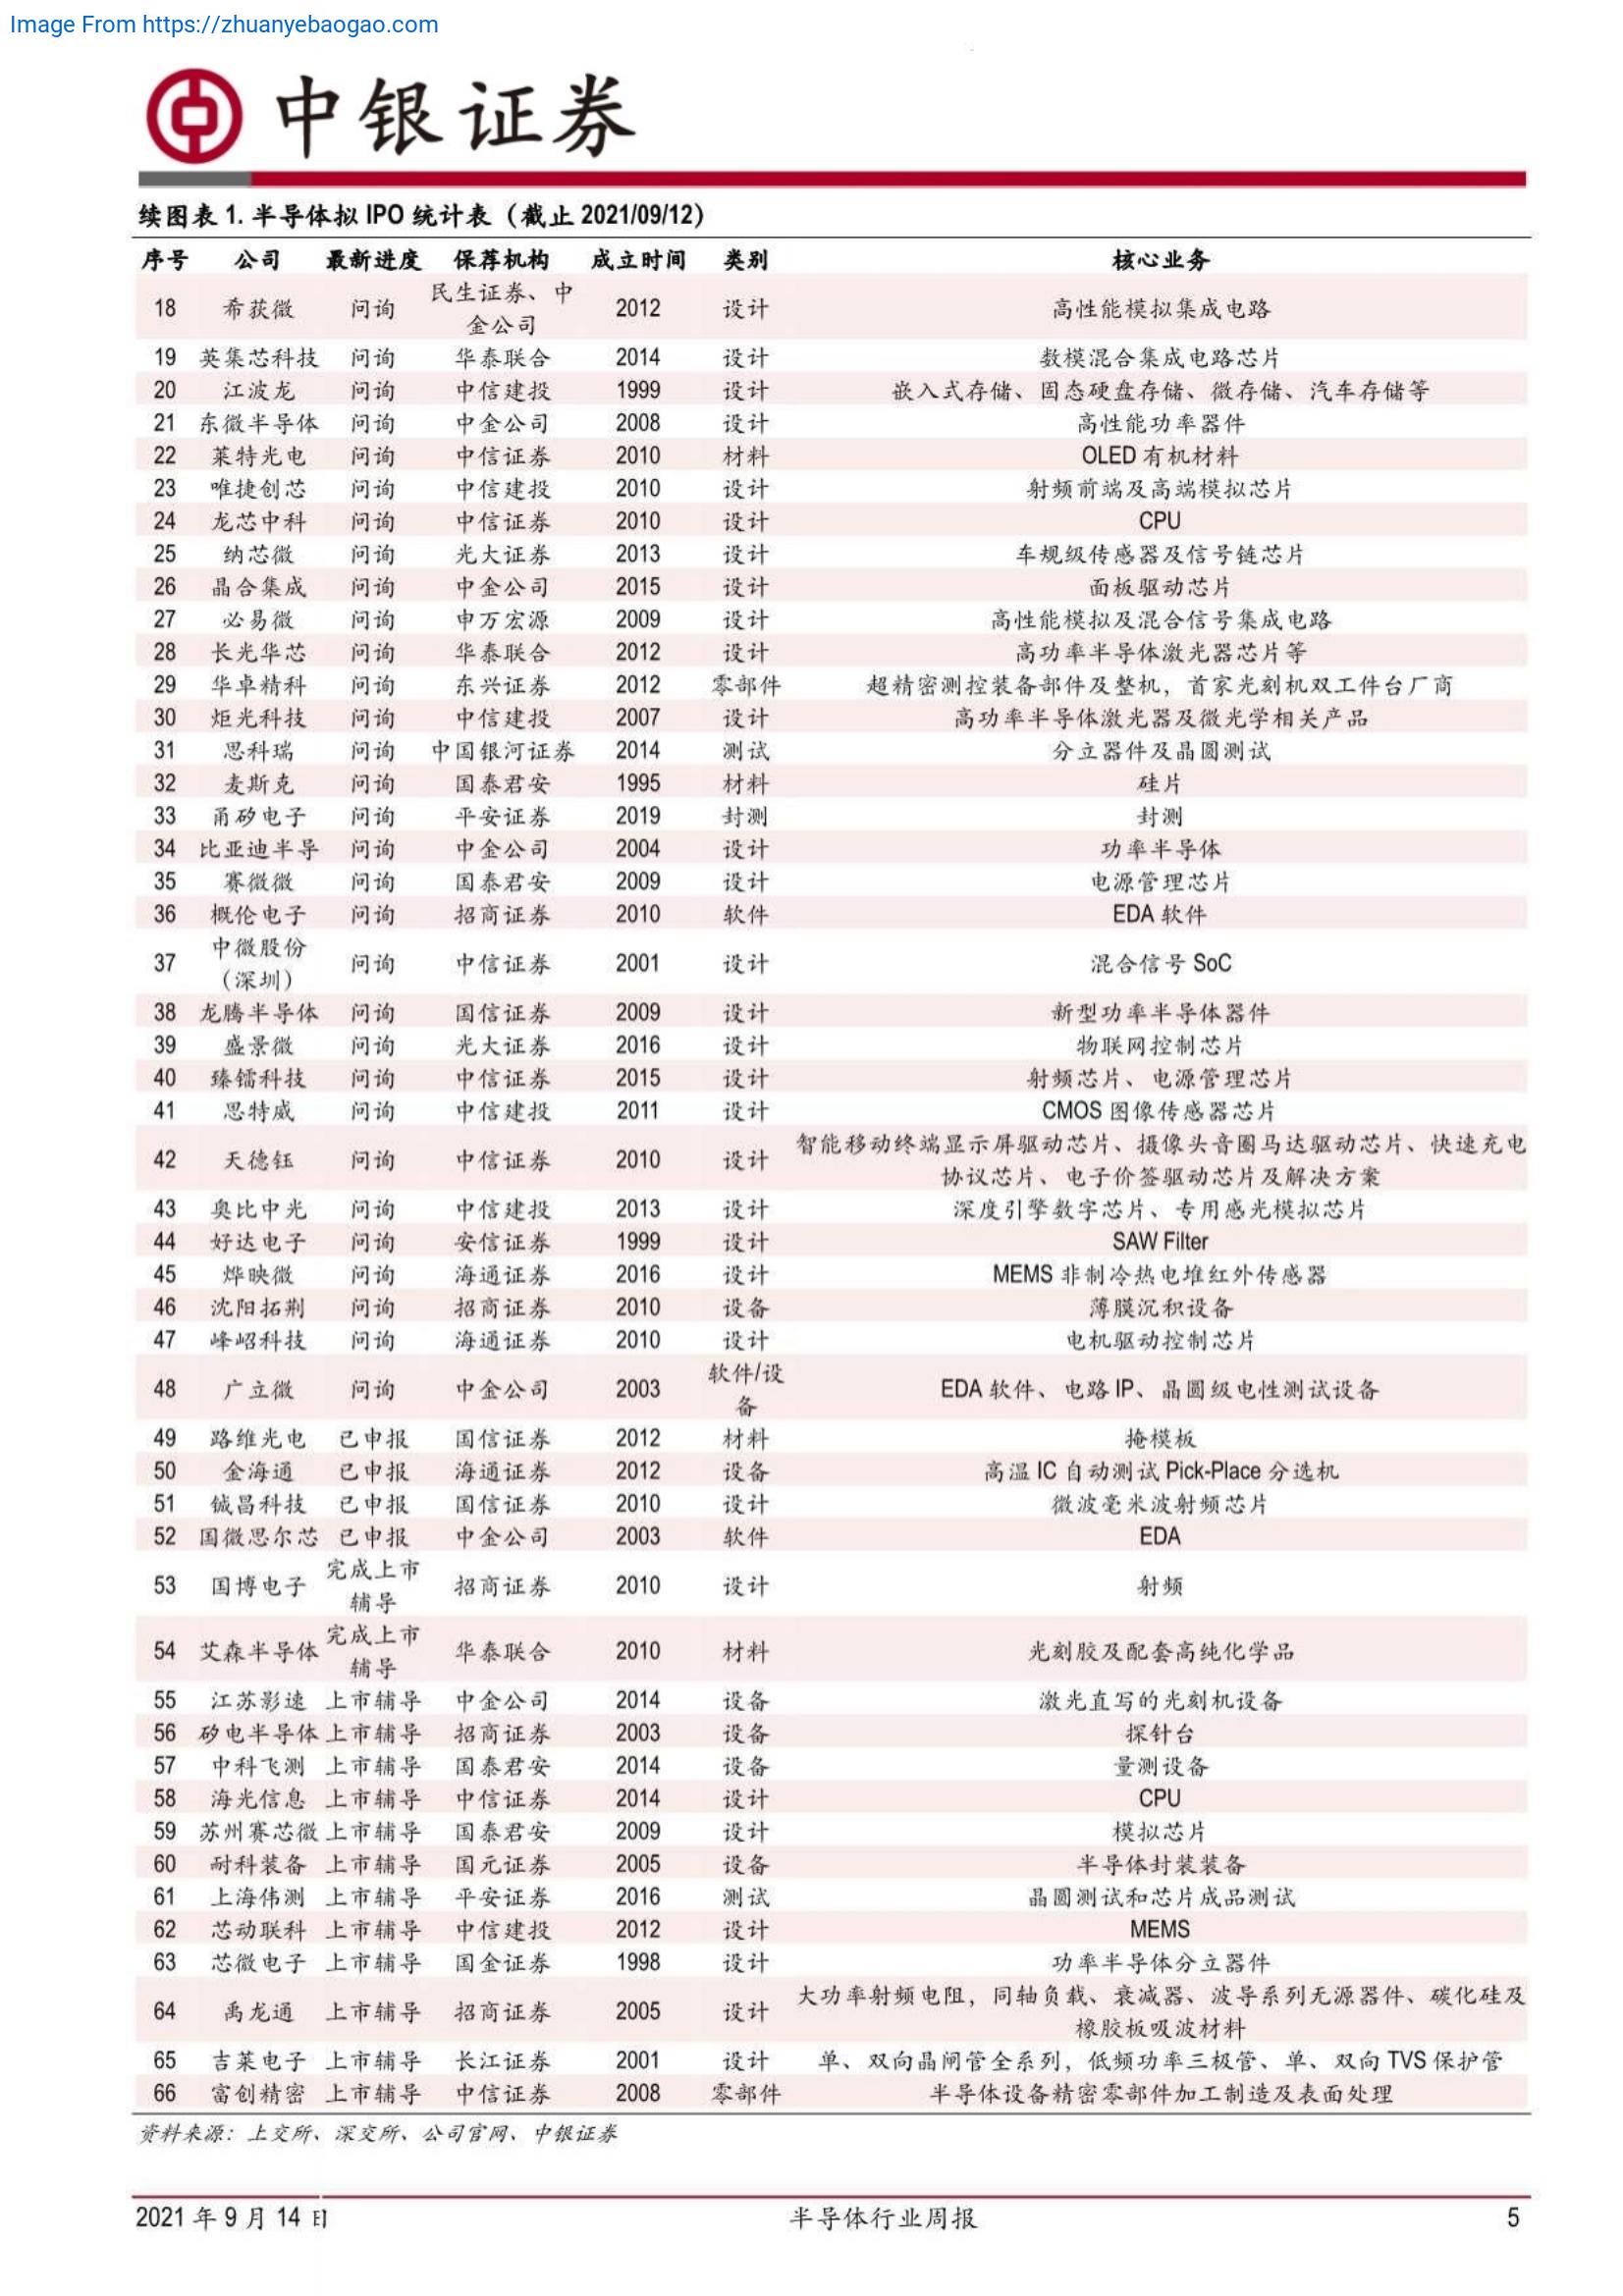 Image From https://zhuanyebaogao.com
中银证券
续图表 1. 半导体拟 IPO 统计表（截止 2021/09/12）
序号 公司 最新进度 保荐机构 成立时间 类别 核心业务
18 希荻微 问询 民生证券、中金公司 2012 设计 高性能模拟集成电路
19 英集芯科技 问询 华泰联合 2014 设计 数模混合集成电路芯片
20 江波龙 问询 中信建投 1999 设计 嵌入式存储、固态硬盘存储、微存储、汽车存储等
21 东微半导体 问询 中金公司 2008 设计 高性能功率器件
22 莱特光电 问询 中信证券 2010 材料 OLED 有机材料
23 唯捷创芯 问询 中信建投 2010 设计 射频前端及高端模拟芯片
24 龙芯中科 问询 中信证券 2010 设计 CPU
25 纳芯微 问询 光大证券 2013 设计 车规级传感器及信号链芯片
26 晶合集成 问询 中金公司 2015 设计 面板驱动芯片
27 必易微 问询 申万宏源 2009 设计 高性能模拟及混合信号集成电路
28 长光华芯 问询 华泰联合 2012 设计 高功率半导体激光器芯片等
29 华卓精科 问询 东兴证券 2012 零部件 超精密测控装备部件及整机，首家光刻机双工件台厂商
30 炬光科技 问询 中信建投 2007 设计 高功率半导体激光器及微光学相关产品
31 思科瑞 问询 中国银河证券 2014 测试 分立器件及晶圆测试
32 麦斯克 问询 国泰君安 1995 材料 硅片
33 甬矽电子 问询 平安证券 2019 封测 封测
34 比亚迪半导 问询 中金公司 2004 设计 功率半导体
35 赛微微 问询 国泰君安 2009 设计 电源管理芯片
36 概伦电子 问询 招商证券 2010 软件 EDA 软件
37 中微股份（深圳） 问询 中信证券 2001 设计 混合信号 SoC
38 龙腾半导体 问询 国信证券 2009 设计 新型功率半导体器件
39 盛景微 问询 光大证券 2016 设计 物联网控制芯片
40 臻镭科技 问询 中信证券 2015 设计 射频芯片、电源管理芯片
41 思特威 问询 中信建投 2011 设计 CMOS 图像传感器芯片
42 天德钰 问询 中信证券 2010 设计 智能移动终端显示屏驱动芯片、摄像头音圈马达驱动芯片、快速充电
协议芯片、电子价签驱动芯片及解决方案
43 奥比中光 问询 中信建投 2013 设计 深度引擎数字芯片、专用感光模拟芯片
44 好达电子 问询 安信证券 1999 设计 SAW Filter
45 烨映微 问询 海通证券 2016 设计 MEMS 非制冷热电堆红外传感器
46 沈阳拓荆 问询 招商证券 2010 设备 薄膜沉积设备
47 峰岹科技 问询 海通证券 2010 设计 电机驱动控制芯片
48 广立微 问询 中金公司 2003 软件/设备 EDA 软件、电路 IP、晶圆级电性测试设备
49 路维光电 已申报 国信证券 2012 材料 掩模板
50 金海通 已申报 海通证券 2012 设备 高温 IC 自动测试 Pick-Place 分选机
51 铖昌科技 已申报 国信证券 2010 设计 微波毫米波射频芯片
52 国微思尔芯 已申报 中金公司 2003 软件 EDA
53 国博电子 完成上市辅导 招商证券 2010 设计 射频
54 艾森半导体 完成上市辅导 华泰联合 2010 材料 光刻胶及配套高纯化学品
55 江苏影速 上市辅导 中金公司 2014 设备 激光直写的光刻机设备
56 矽电半导体 上市辅导 招商证券 2003 设备 探针台
57 中科飞测 上市辅导 国泰君安 2014 设备 量测设备
58 海光信息 上市辅导 中信证券 2014 设计 CPU
59 苏州赛芯微 上市辅导 国泰君安 2009 设计 模拟芯片
60 耐科装备 上市辅导 国元证券 2005 设备 半导体封装装备
61 上海伟测 上市辅导 平安证券 2016 测试 晶圆测试和芯片成品测试
62 芯动联科 上市辅导 中信建投 2012 设计 MEMS
63 芯微电子 上市辅导 国金证券 1998 设计 功率半导体分立器件
64 禹龙通 上市辅导 招商证券 2005 设计 大功率射频电阻，同轴负载、衰减器、波导系列无源器件、碳化硅及
橡胶板吸波材料
65 吉莱电子 上市辅导 长江证券 2001 设计 单、双向晶闸管全系列，低频功率三极管、单、双向 TVS 保护管
66 富创精密 上市辅导 中信证券 2008 零部件 半导体设备精密零部件加工制造及表面处理
资料来源：上交所、深交所、公司官网、中银证券
2021 年 9 月 14 日 半导体行业周报 5